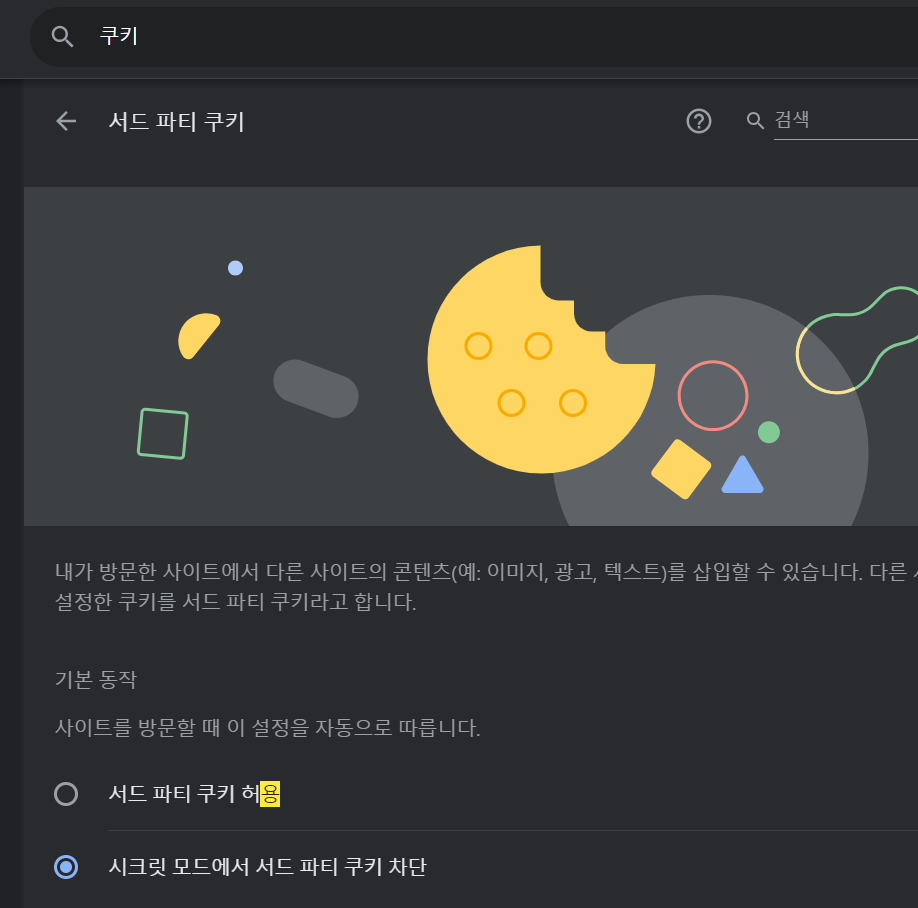 쿠키
서드 파티 쿠키
검색
내가 방문한 사이트에서 다른 사이트의 콘텐츠(예: 이미지, 광고, 텍스트)를 삽입할 수 있습니다. 다른
설정한 쿠키를 서드 파티 쿠키라고 합니다.
기본 동작
사이트를 방문할 때 이 설정을 자동으로 따릅니다.
서드 파티 쿠키 허용
시크릿 모드에서 서드 파티 쿠키 차단